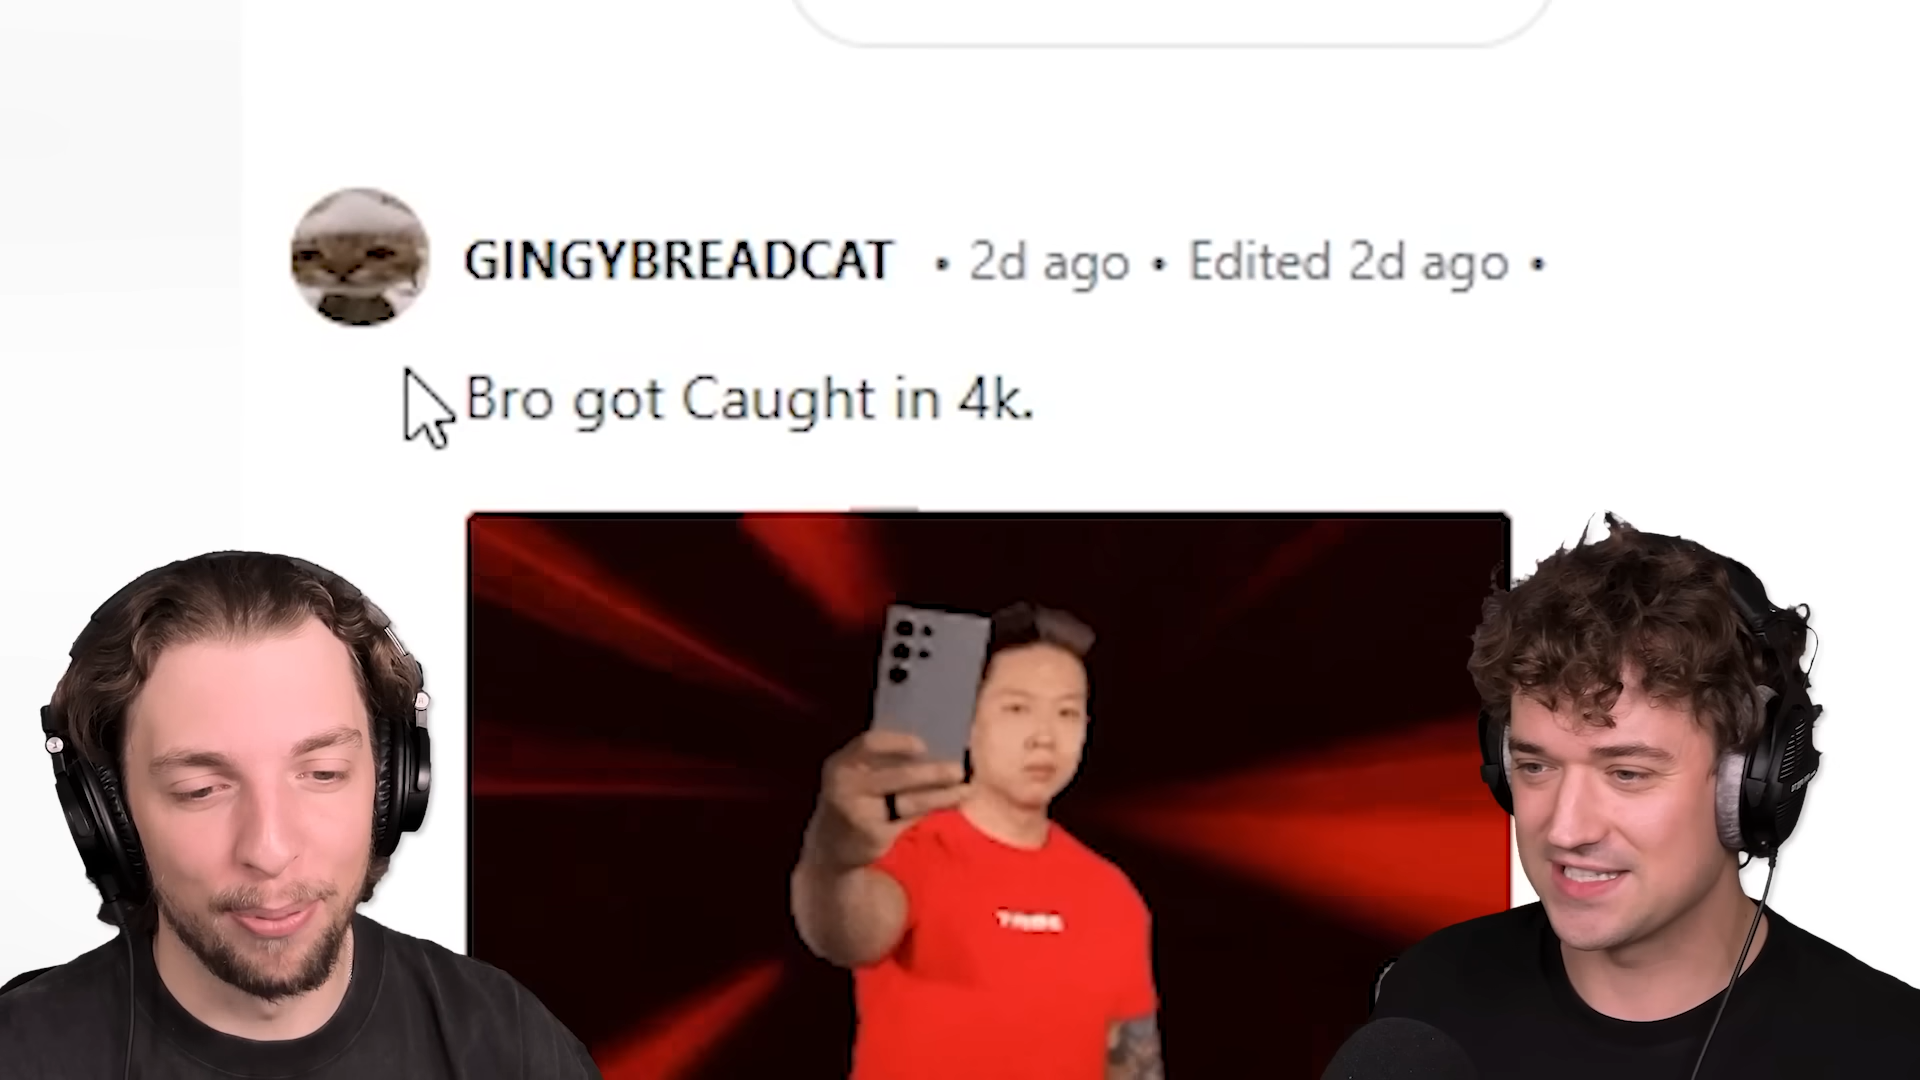 GINGYBREADCAT • 2d ago • Edited 2d ago •
Bro got Caught in 4k.